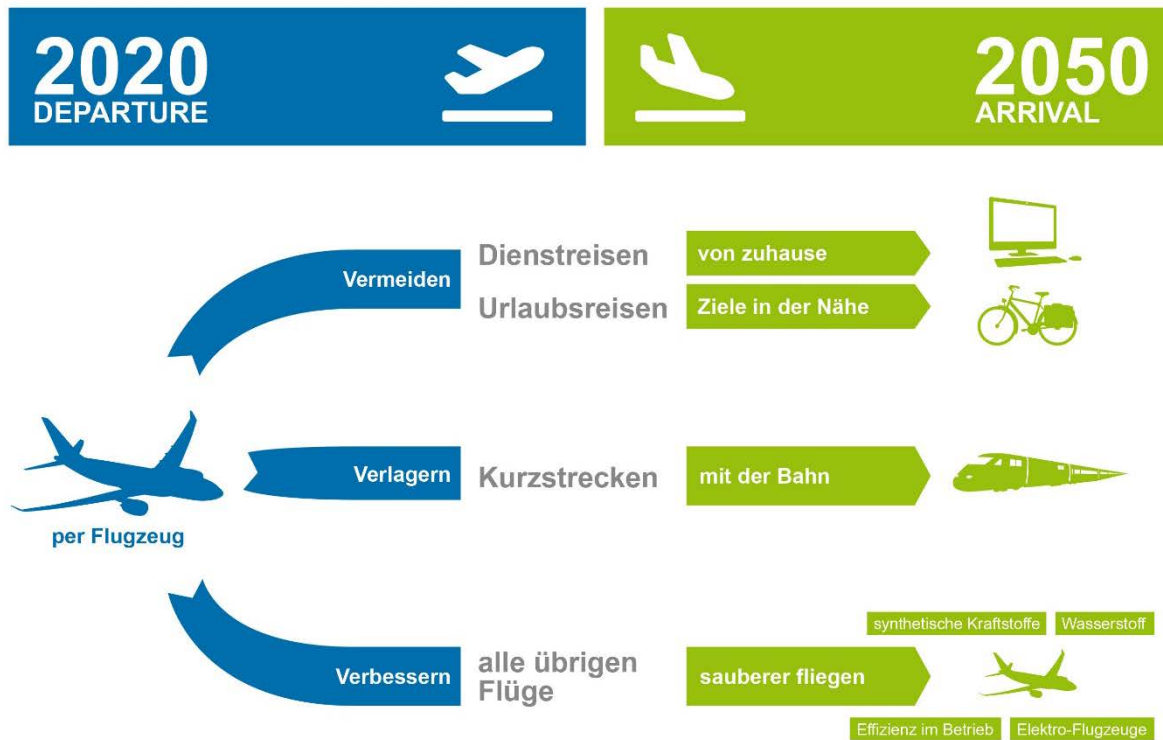 2020
DEPARTURE
2050
ARRIVAL
Vermeiden
Dienstreisen
von zuhause
Urlaubsreisen
Ziele in der Nähe
per Flugzeug
Verlagern
Kurzstrecken
mit der Bahn
Verbessern
alle übrigen
Flüge
sauberer fliegen
synthetische Kraftstoffe
Wasserstoff
Effizienz im Betrieb
Elektro-Flugzeuge